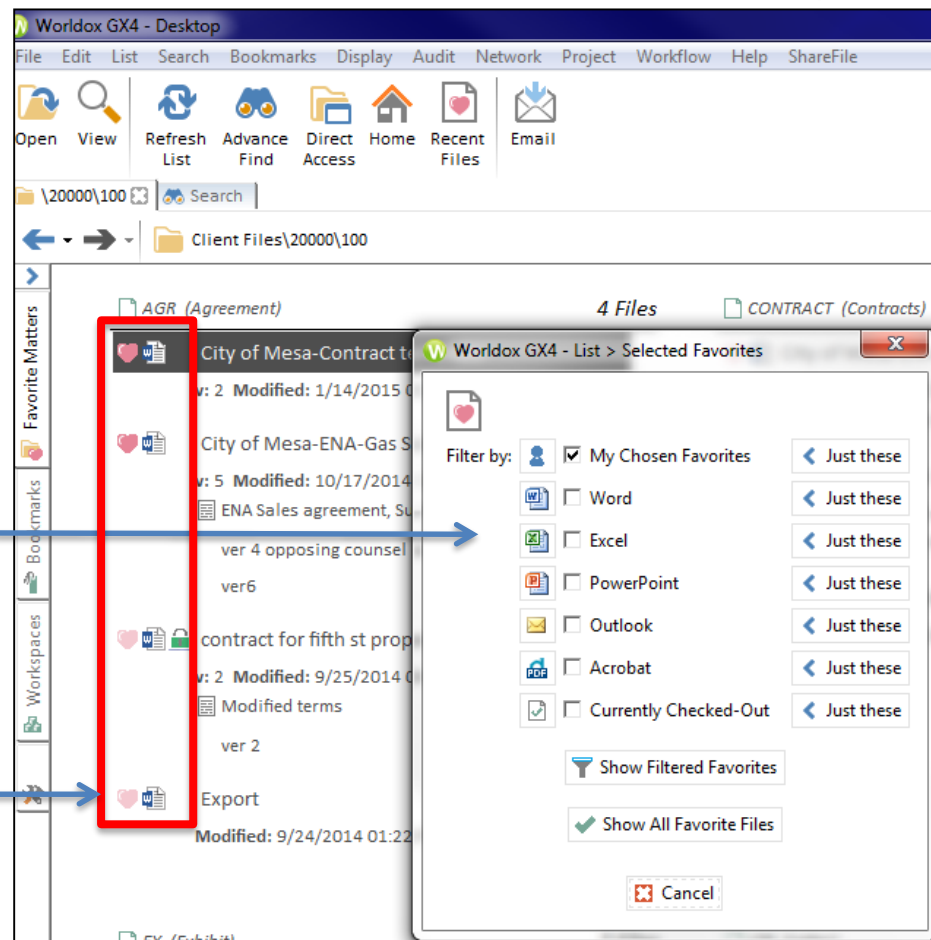 Worldox GX4 - Desktop
File Edit List Search Bookmarks Display Audit Network Project Workflow Help ShareFile
Open View Refresh List Advance Find Direct Access Home Recent Files Email
\20000\100 Search
Client Files\20000\100
Favorite Matters
Bookmarks
Workspaces
AGR (Agreement) 4 Files CONTRACT (Contracts)
City of Mesa-Contract
v: 2 Modified: 1/14/2015
City of Mesa-ENA-Gas S
v: 5 Modified: 10/17/2014
ENA Sales agreement,
ver 4 opposing counsel
ver6
contract for fifth st prop
v: 2 Modified: 9/25/2014
Modified terms
ver 2
Export
Modified: 9/24/2014 01:22
EX (Exhibit)
Worldox GX4 - List > Selected Favorites
Filter by: My Chosen Favorites Just these
Word Just these
Excel Just these
PowerPoint Just these
Outlook Just these
PDF Acrobat Just these
Currently Checked-Out Just these
Show Filtered Favorites
Show All Favorite Files
Cancel